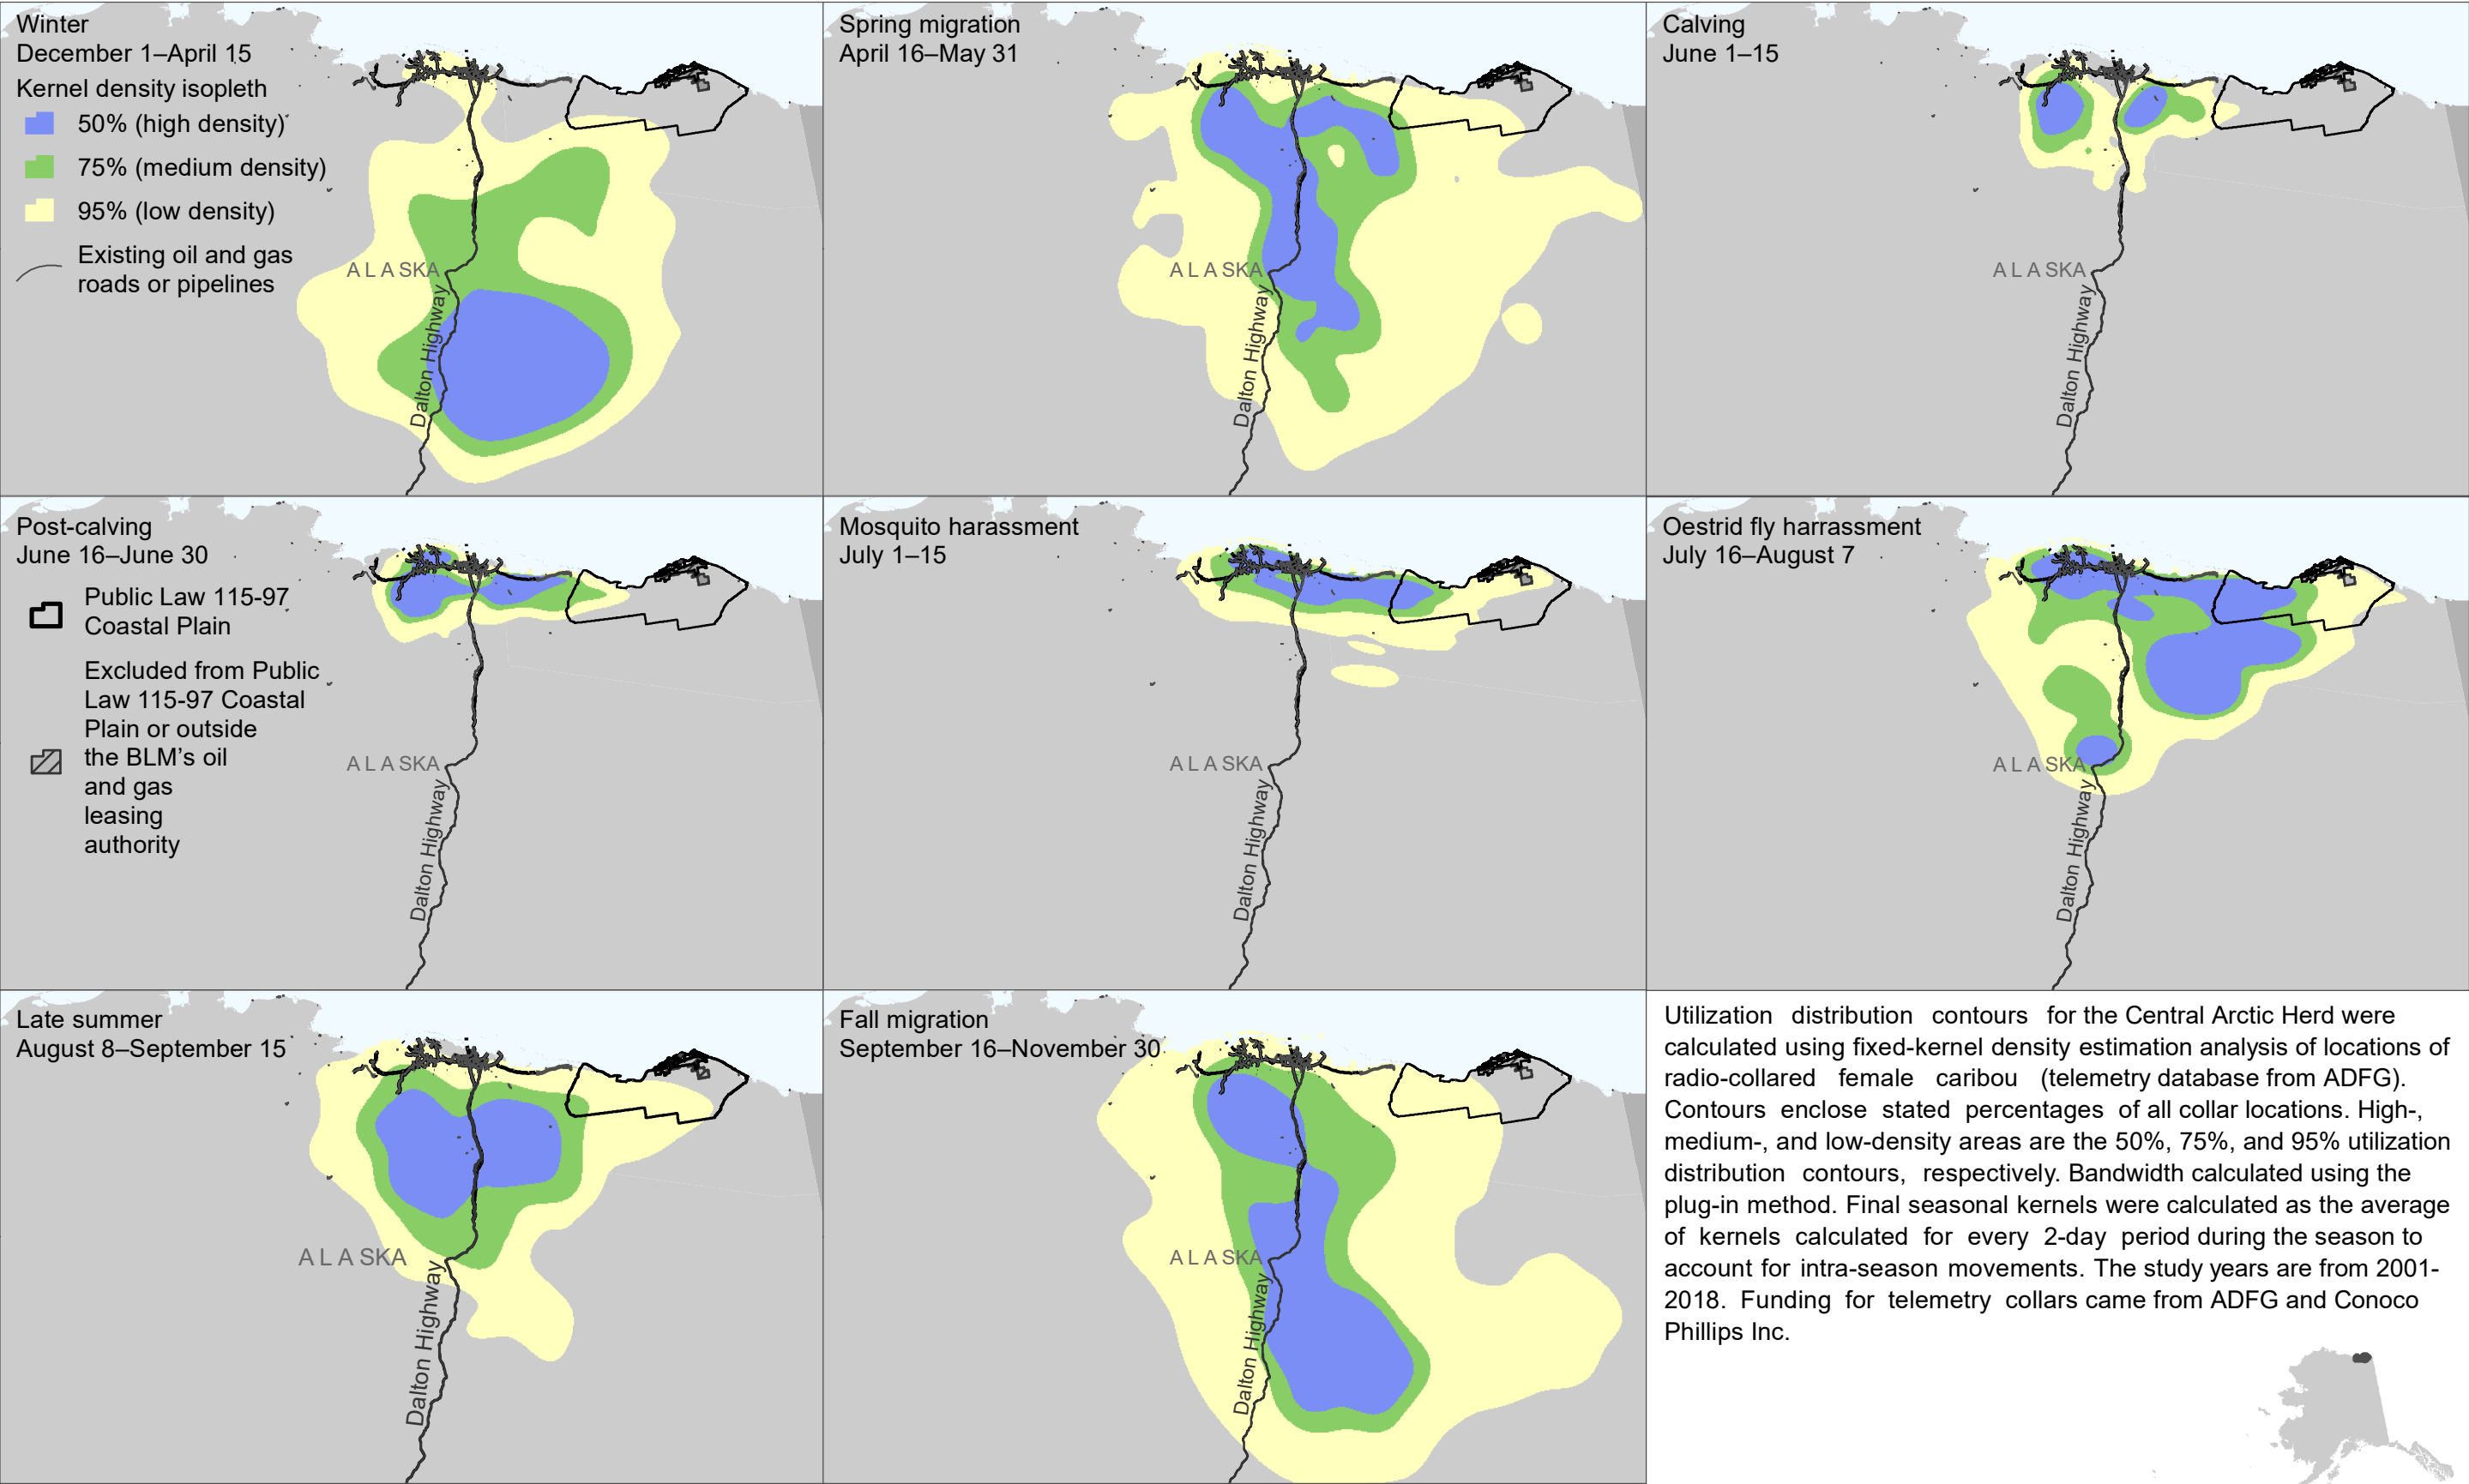 Winter
December 1–April 15
Kernel density isopleth
50% (high density)
75% (medium density)
95% (low density)
Existing oil and gas
roads or pipelines
ALASKA
Dalton Highway
Spring migration
April 16–May 31
ALASKA
Dalton Highway
Calving
June 1–15
ALASKA
Dalton Highway
Post-calving
June 16–June 30
Public Law 115-97
Coastal Plain
Excluded from Public
Law 115-97 Coastal
Plain or outside
the BLM’s oil
and gas
leasing
authority
ALASKA
Dalton Highway
Mosquito harassment
July 1–15
ALASKA
Dalton Highway
Oestrid fly harrassment
July 16–August 7
ALASKA
Dalton Highway
Late summer
August 8–September 15
ALASKA
Dalton Highway
Fall migration
September 16–November 30
ALASKA
Dalton Highway
Utilization distribution contours for the Central Arctic Herd were
calculated using fixed-kernel density estimation analysis of locations of
radio-collared female caribou (telemetry database from ADFG).
Contours enclose stated percentages of all collar locations. High-,
medium-, and low-density areas are the 50%, 75%, and 95% utilization
distribution contours, respectively. Bandwidth calculated using the
plug-in method. Final seasonal kernels were calculated as the average
of kernels calculated for every 2-day period during the season to
account for intra-season movements. The study years are from 2001-
2018. Funding for telemetry collars came from ADFG and Conoco
Phillips Inc.